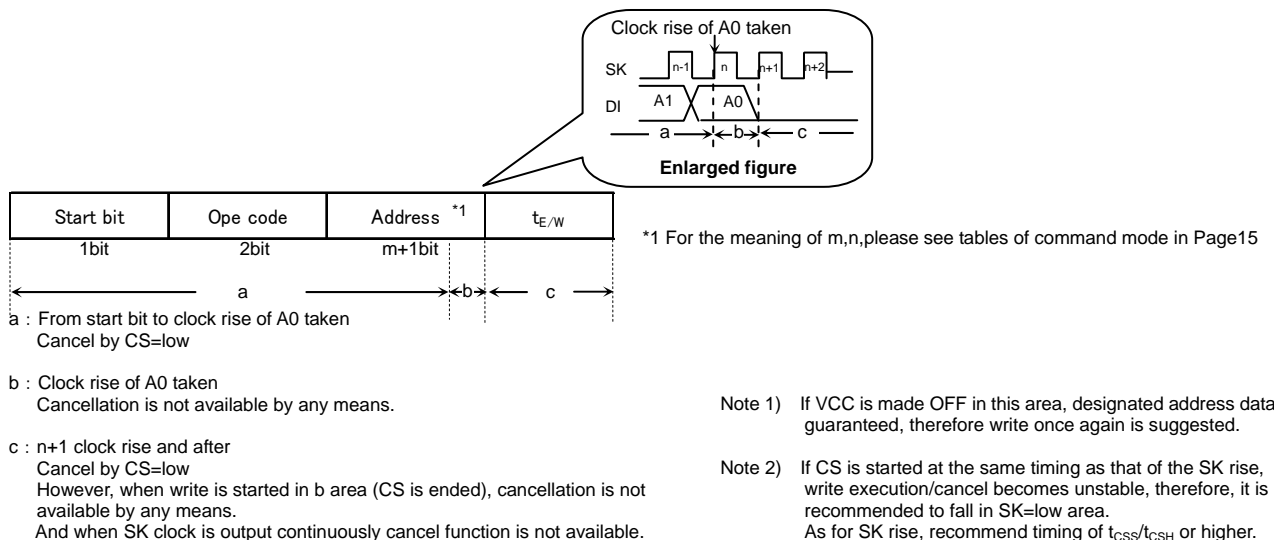 Clock rise of A0 taken
SK n-1 n n+1 n+2
DI A1 A0
a b c
Enlarged figure
Start bit Ope code Address *1 tE/W
1bit 2bit m+1bit
*1 For the meaning of m,n,please see tables of command mode in Page15
a b c
a : From start bit to clock rise of A0 taken
Cancel by CS=low
b : Clock rise of A0 taken
Cancellation is not available by any means.
c : n+1 clock rise and after
Cancel by CS=low
However, when write is started in b area (CS is ended), cancellation is not
available by any means.
And when SK clock is output continuously cancel function is not available.
Note 1) If VCC is made OFF in this area, designated address data
guaranteed, therefore write once again is suggested.
Note 2) If CS is started at the same timing as that of the SK rise,
write execution/cancel becomes unstable, therefore, it is
recommended to fall in SK=low area.
As for SK rise, recommend timing of tCSS/tCSH or higher.